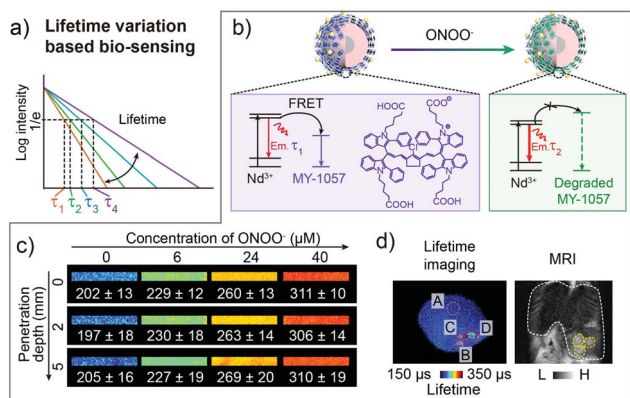 a) Lifetime variation
based bio-sensing
Log intensity
1/e
Lifetime
τ1 τ2 τ3 τ4
b)
ONOO-
FRET
Em. τ1
Nd3+
MY-1057
HOOC
COO⊖
N⊕
Cl
N
N
N
COOH
COOH
Em. τ2
Nd3+
Degraded
MY-1057
c)
Concentration of ONOO- (μM)
0 6 24 40
Penetration
depth (mm)
0
202 ± 13 229 ± 12 260 ± 13 311 ± 10
2
197 ± 18 230 ± 18 263 ± 14 306 ± 14
5
205 ± 16 227 ± 19 269 ± 20 310 ± 19
d)
Lifetime
imaging
MRI
A
C
D
B
150 μs 350 μs
Lifetime
L H